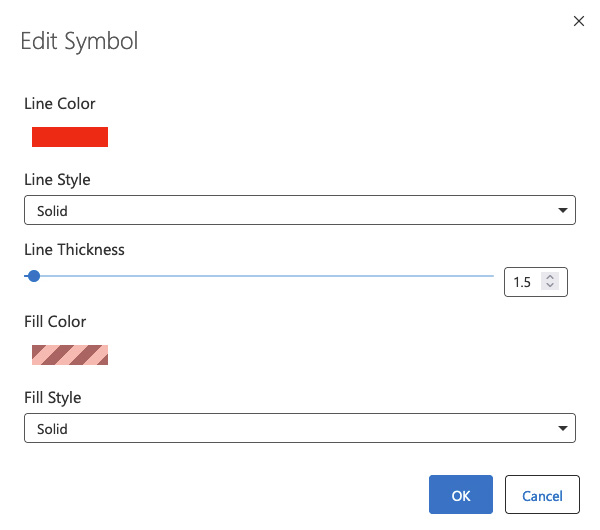 Edit Symbol
Line Color
Line Style
Solid
Line Thickness
1.5
Fill Color
Fill Style
Solid
OK Cancel